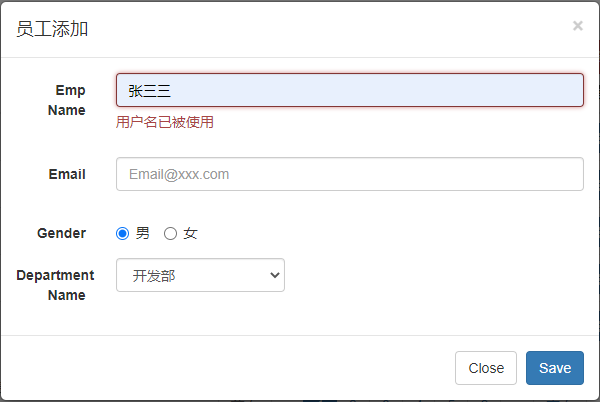 员工添加 ×
Emp
Name
张三三
用户名已被使用
Email
Email@xxx.com
Gender
男 女
Department
Name
开发部
Close Save